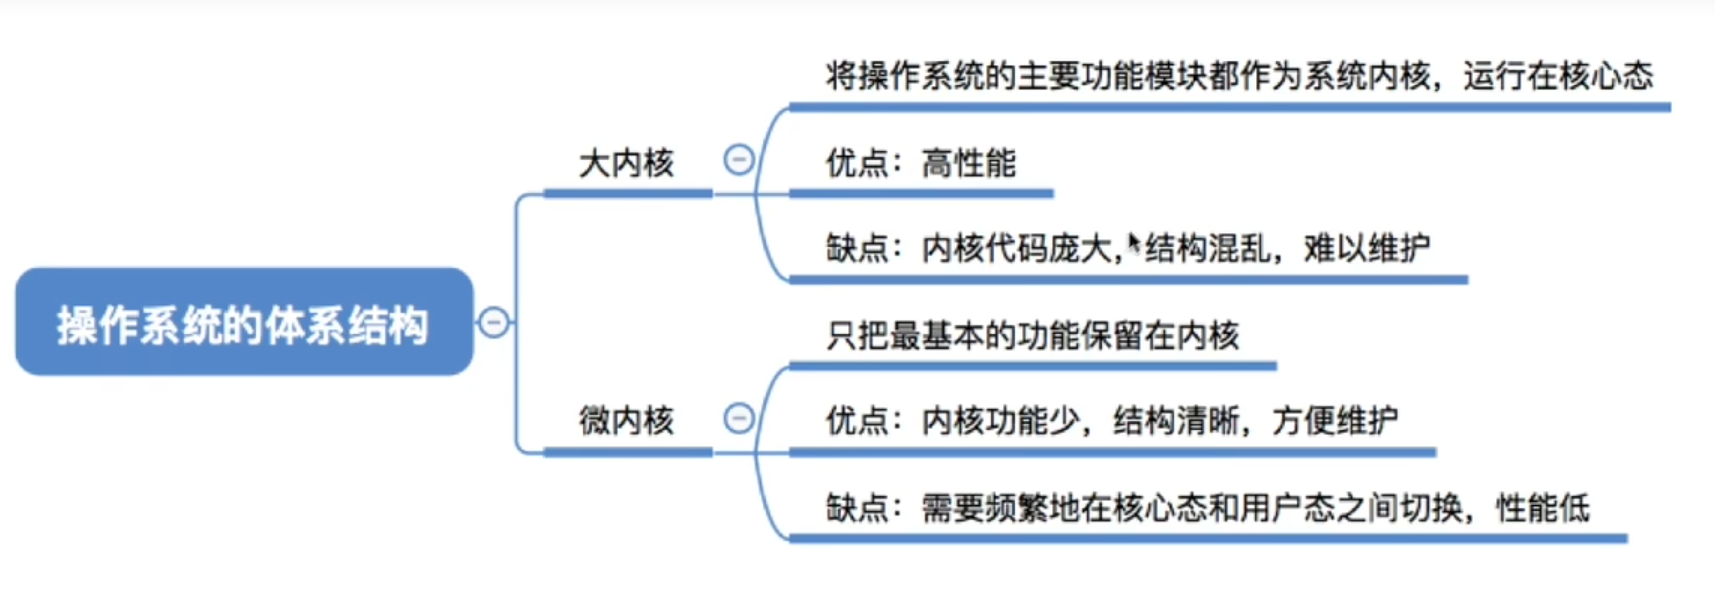 操作系统的体系结构
大内核
将操作系统的主要功能模块都作为系统内核，运行在核心态
优点：高性能
缺点：内核代码庞大，结构混乱，难以维护
微内核
只把最基本的功能保留在内核
优点：内核功能少，结构清晰，方便维护
缺点：需要频繁地在核心态和用户态之间切换，性能低